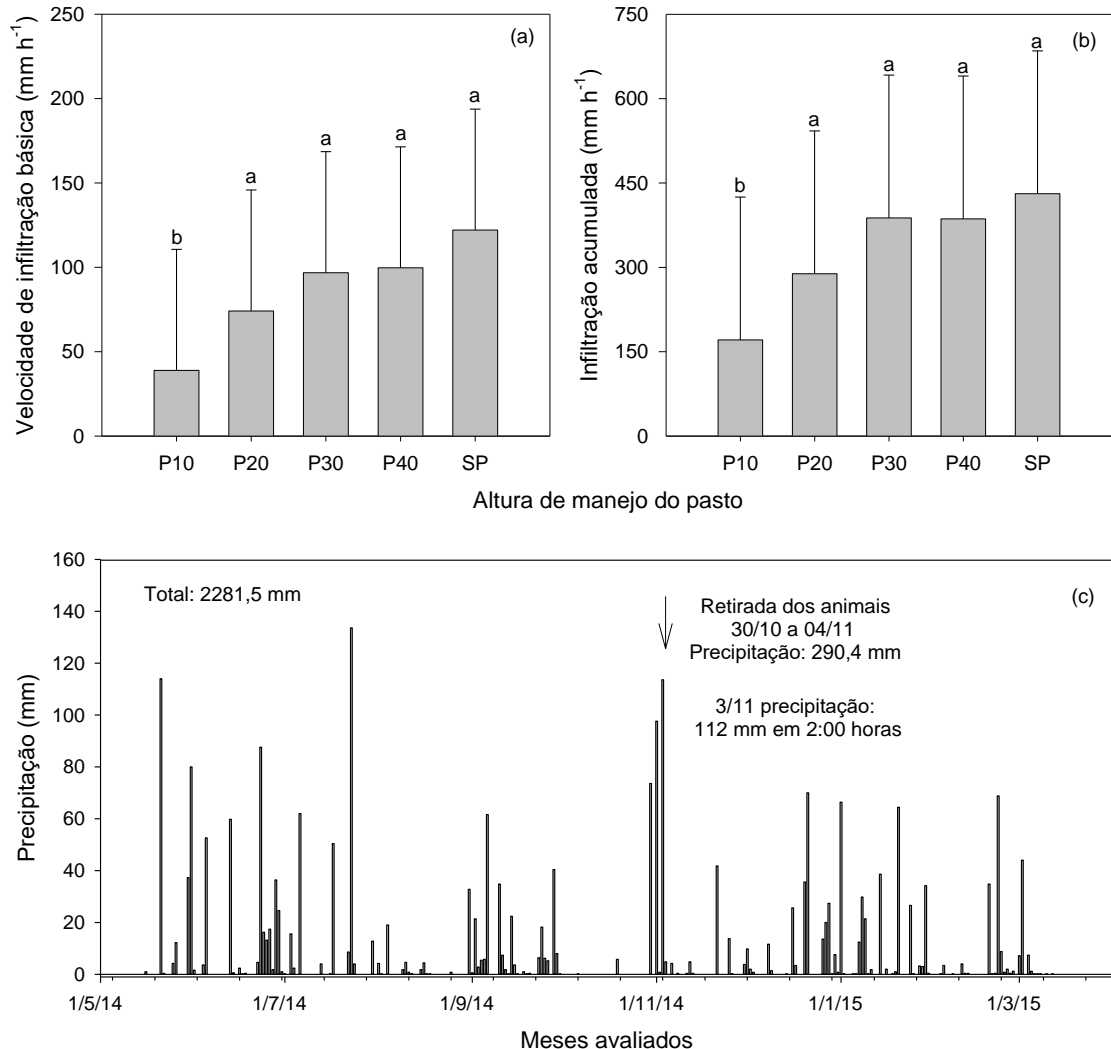 (a)
Velocidade de infiltração básica (mm h⁻¹)
250
200
150
100
50
0
b
a
a
a
a
P10 P20 P30 P40 SP
(b)
Infiltração acumulada (mm h⁻¹)
750
600
450
300
150
0
b
a
a
a
a
P10 P20 P30 P40 SP
Altura de manejo do pasto
(c)
Precipitação (mm)
160
140
120
100
80
60
40
20
0
Total: 2281,5 mm
Retirada dos animais
30/10 a 04/11
Precipitação: 290,4 mm
3/11 precipitação:
112 mm em 2:00 horas
1/5/14 1/7/14 1/9/14 1/11/14 1/1/15 1/3/15
Meses avaliados